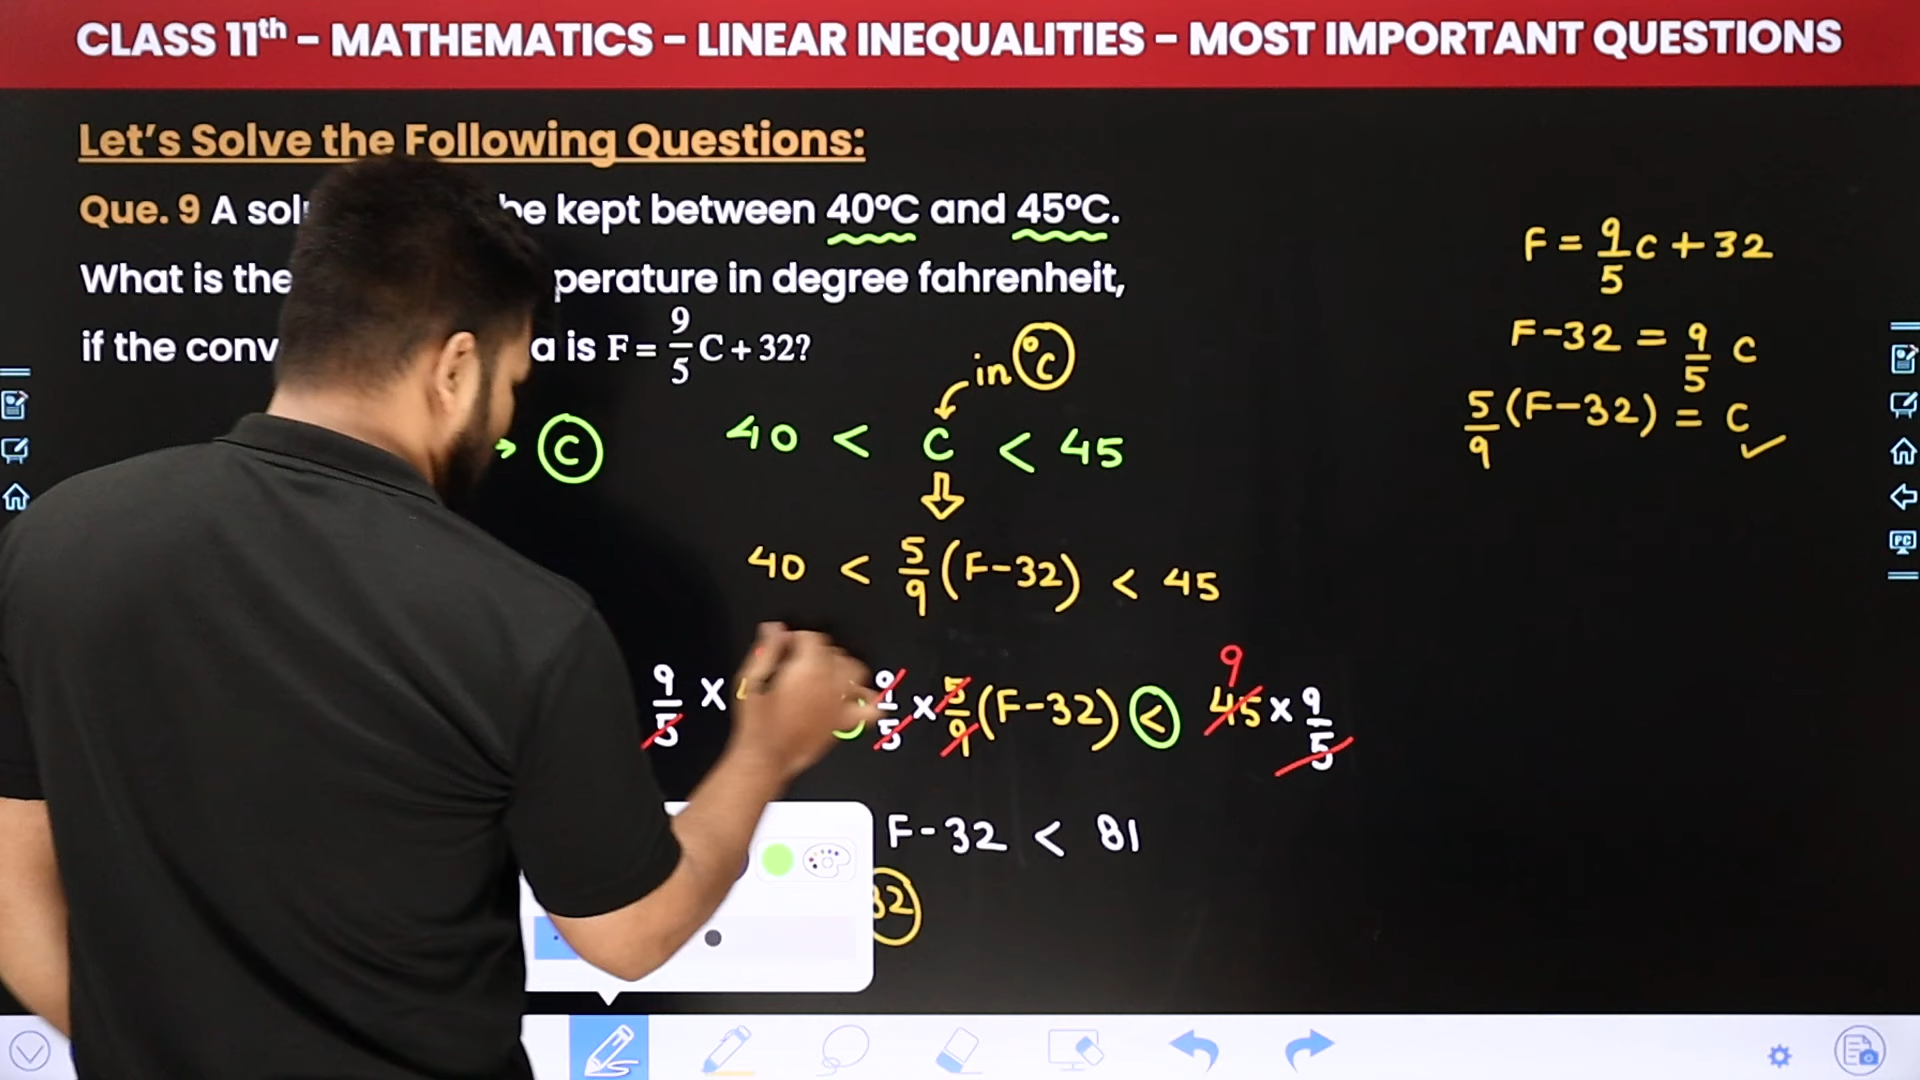 CLASS 11th - MATHEMATICS - LINEAR INEQUALITIES - MOST IMPORTANT QUESTIONS
Let's Solve the Following Questions:
Que. 9 A be kept between 40°C and 45°C.
What is the in degree fahrenheit,
if the is F = 9/5 C + 32?
F = 9/5 C + 32
F - 32 = 9/5 C
5/9 (F - 32) = C
in °C
C
40 < C < 45
40 < 5/9 (F - 32) < 45
9/5 × 9/5 × 5/9 (F - 32) < 45 × 9/5
9
F - 32 < 81
32
PC